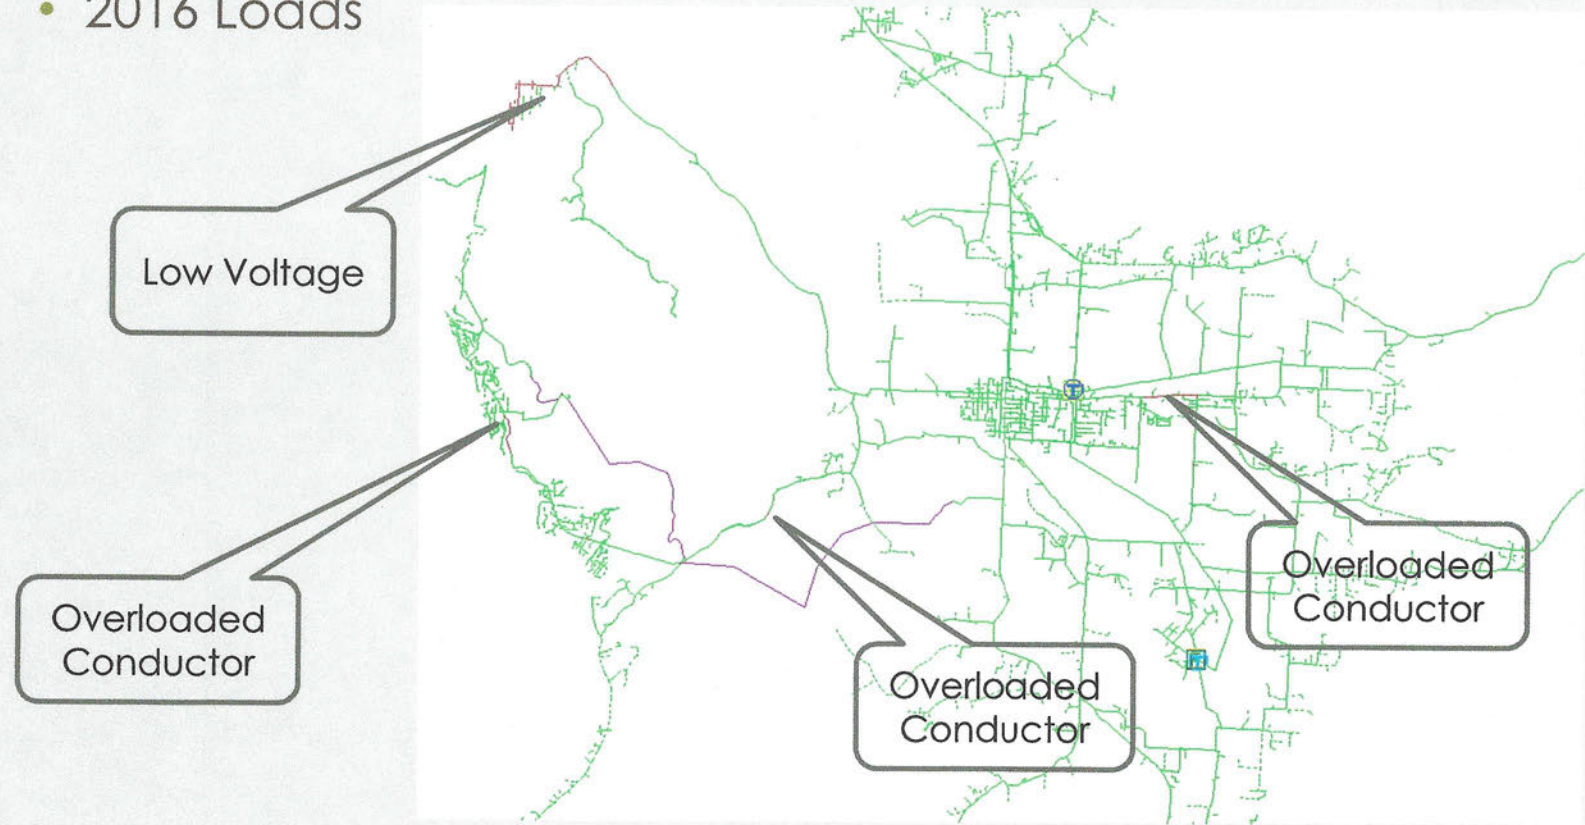 • 2016 Loads
Low Voltage
Overloaded
Conductor
Overloaded
Conductor
Overloaded
Conductor